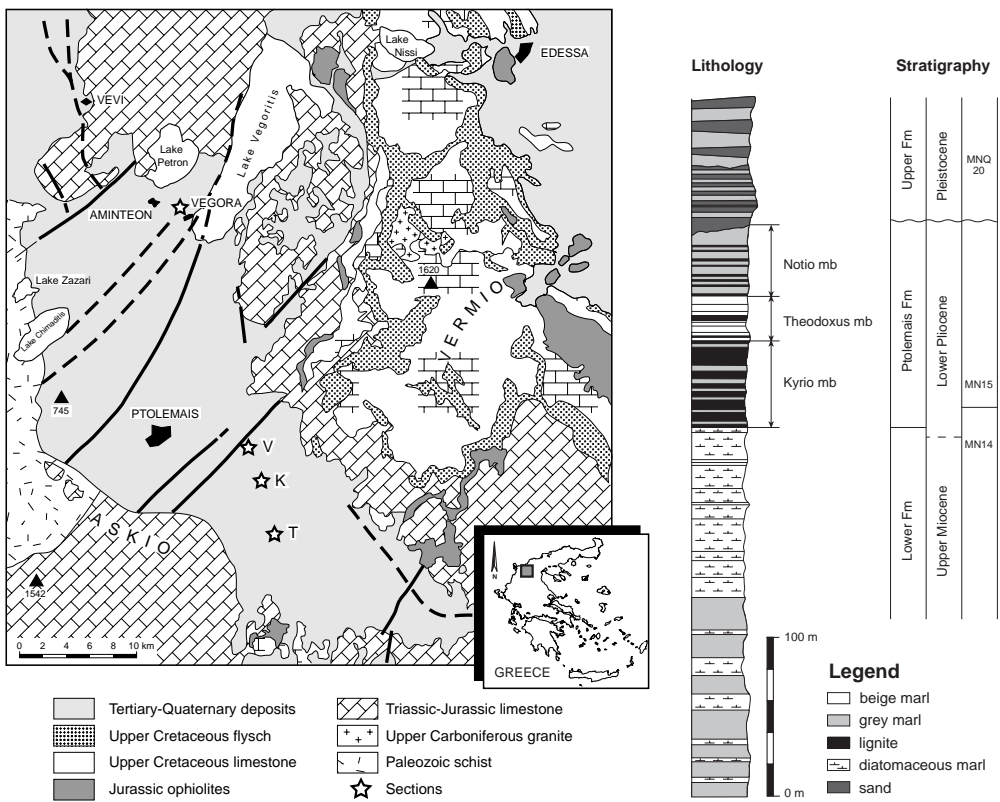 Lake
Nissi
EDESSA
VEVI
Lake
Petron
Lake Vegoritis
AMINTEON
VEGORA
Lake Zazari
Lake Chimaditis
1620
VERMIO
745
PTOLEMAIS
V
K
T
ASKIO
1542
0 2 4 6 8 10 km
N
GREECE
Tertiary-Quaternary deposits
Upper Cretaceous flysch
Upper Cretaceous limestone
Jurassic ophiolites
Triassic-Jurassic limestone
Upper Carboniferous granite
Paleozoic schist
Sections
Lithology
Stratigraphy
Notio mb
Theodoxus mb
Kyrio mb
Upper Fm
Ptolemais Fm
Lower Fm
Pleistocene
Lower Pliocene
Upper Miocene
MNQ
20
MN15
MN14
100 m
0 m
Legend
beige marl
grey marl
lignite
diatomaceous marl
sand